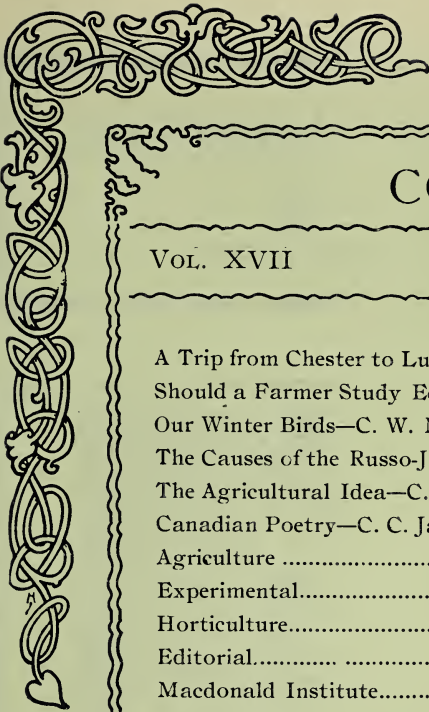 CO
VOL. XVII
A Trip from Chester to Lu
Should a Farmer Study E
Our Winter Birds—C. W. N
The Causes of the Russo-J
The Agricultural Idea—C.
Canadian Poetry—C. C. Ja
Agriculture ......................
Experimental...................
Horticulture.....................
Editorial............. ................
Macdonald Institute........